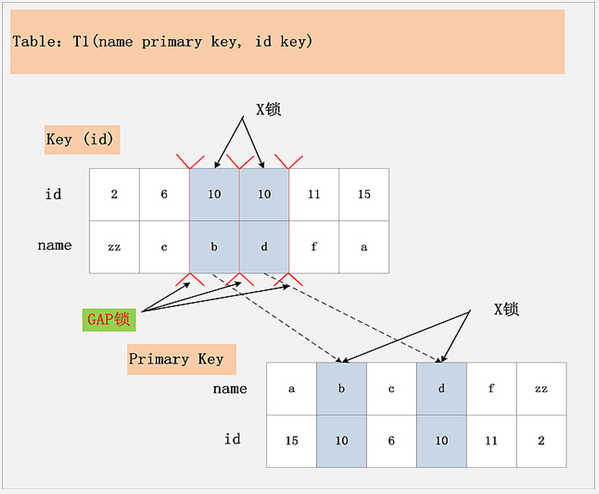 Table: T1(name primary key, id key)
X锁
Key (id)
id 2 6 10 10 11 15
name zz c b d f a
GAP锁
X锁
Primary Key
name a b c d f zz
id 15 10 6 10 11 2